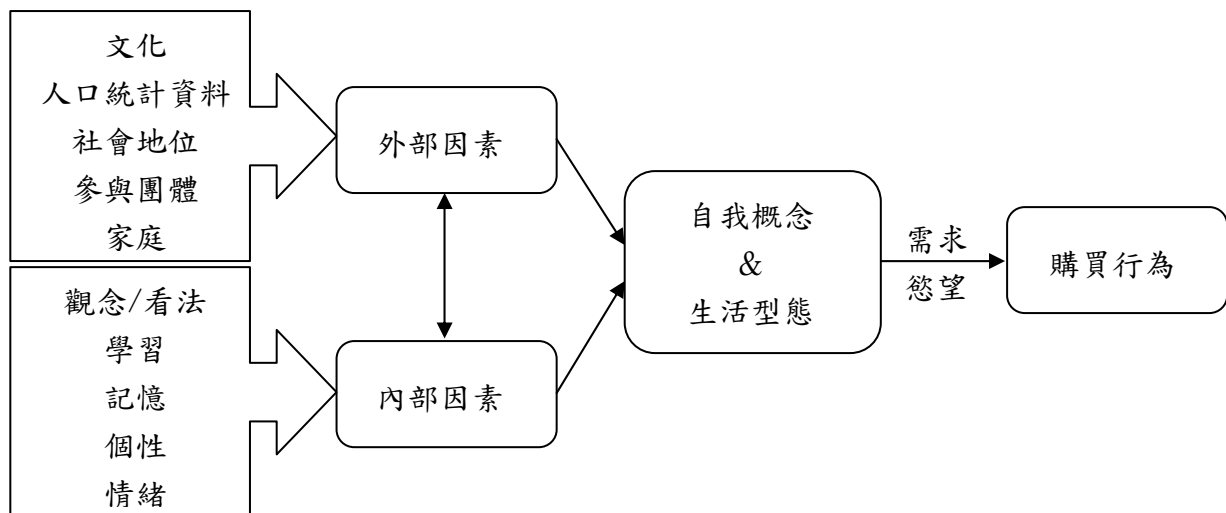 文化
人口統計資料
社會地位
參與團體
家庭
觀念/看法
學習
記憶
個性
情緒
外部因素
內部因素
自我概念
&
生活型態
需求
慾望
購買行為